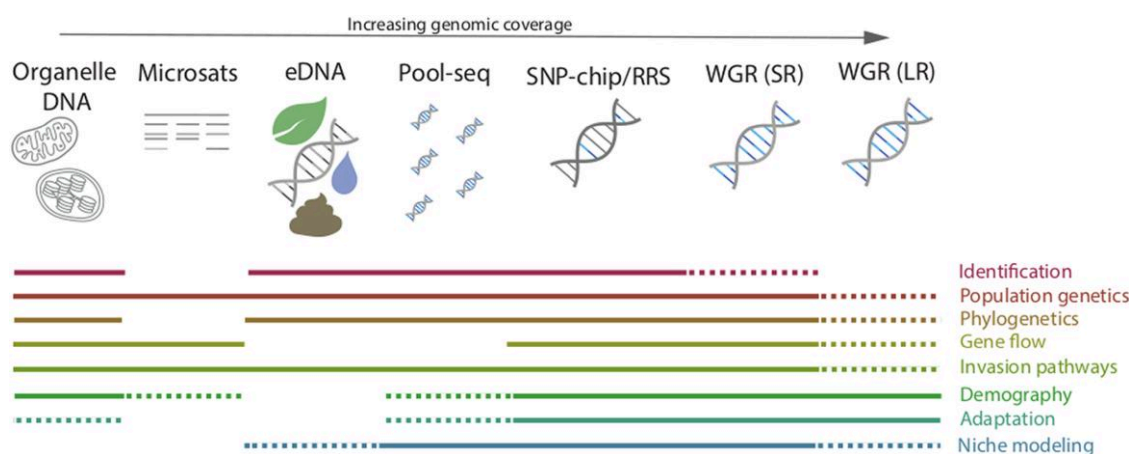 Increasing genomic coverage
Organelle DNA
Microsats
eDNA
Pool-seq
SNP-chip/RRS
WGR (SR)
WGR (LR)
Identification
Population genetics
Phylogenetics
Gene flow
Invasion pathways
Demography
Adaptation
Niche modeling